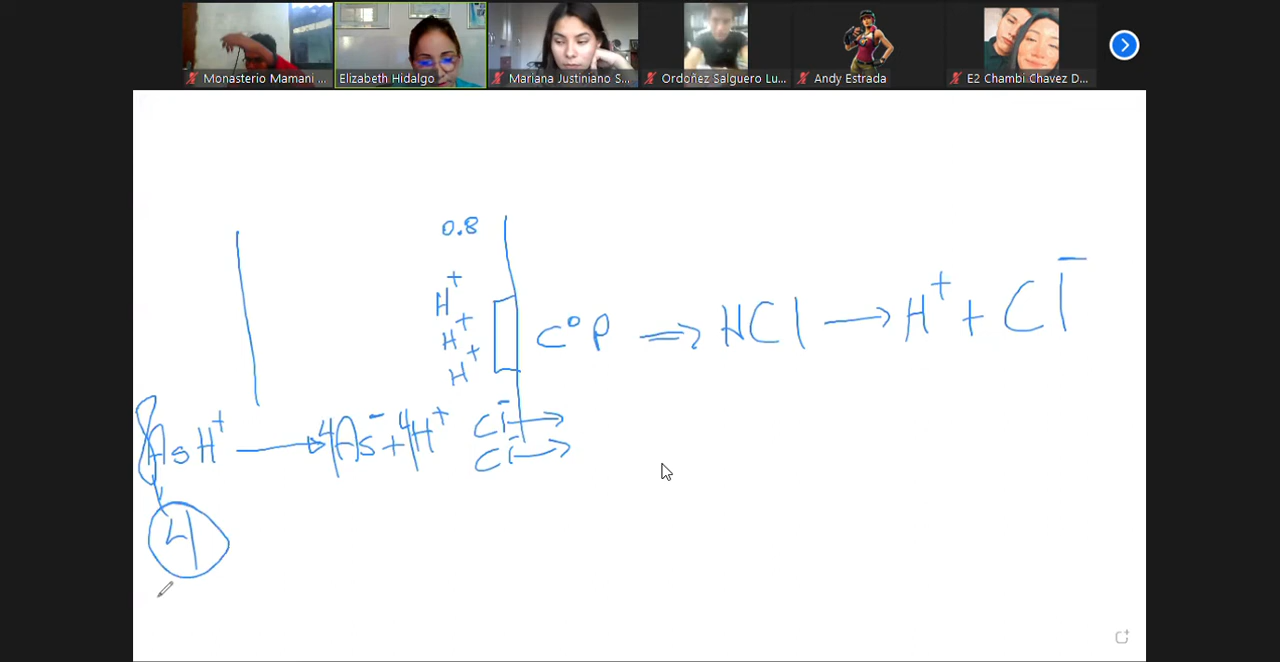 Monasterio Mamani ...
Elizabeth Hidalgo
Mariana Justiniano S...
Ordoñez Salguero Lu...
Andy Estrada
E2 Chambi Chavez D...
0.8
H+
H+
H+
C°P ⇒ HCl → H+ + Cl-
AsH+ → 4As- + 4H+
Cl- →
Cl- →
4